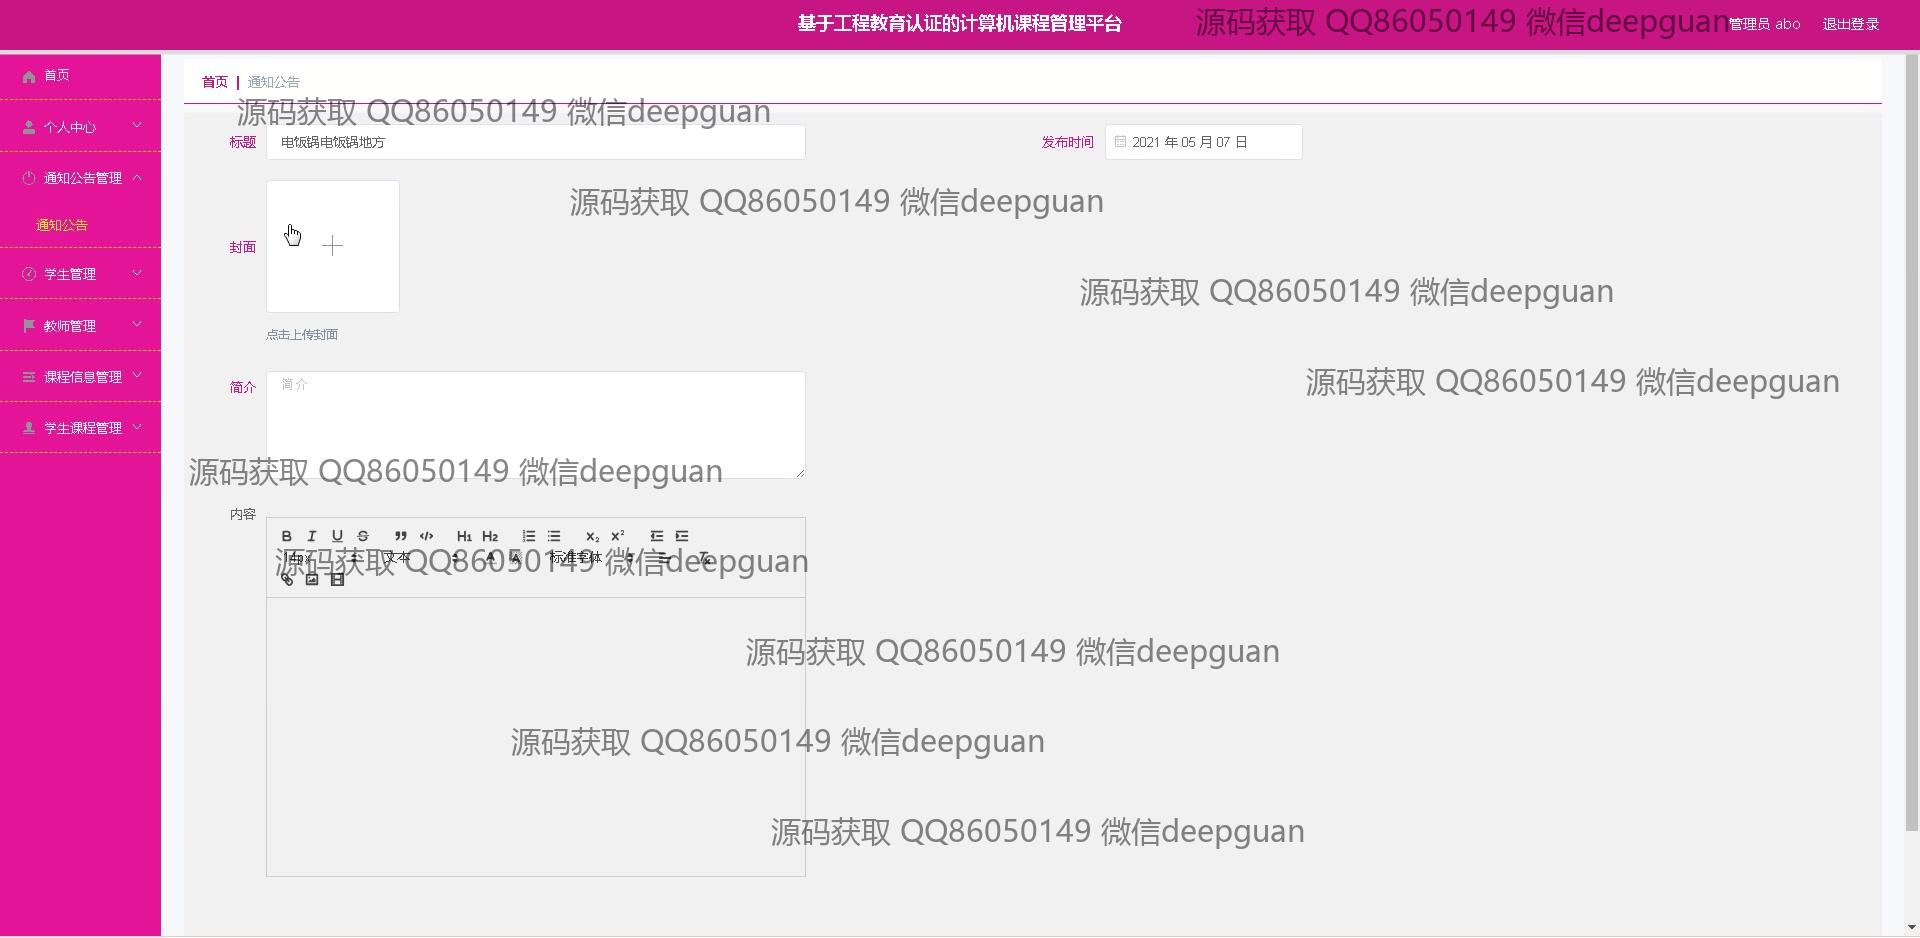 基于工程教育认证的计算机课程管理平台
源码获取 QQ86050149 微信deepguan
管理员 abo
退出登录
首页
个人中心
通知公告管理
通知公告
学生管理
教师管理
课程信息管理
学生课程管理
首页 | 通知公告
源码获取 QQ86050149 微信deepguan
标题 电饭锅电饭锅地方
发布时间 2021 年 05 月 07 日
源码获取 QQ86050149 微信deepguan
封面
源码获取 QQ86050149 微信deepguan
点击上传封面
简介 简介
源码获取 QQ86050149 微信deepguan
源码获取 QQ86050149 微信deepguan
内容
B I U S H1 H2 X₂ X²
14px 文本 标准字体
源码获取 QQ86050149 微信deepguan
源码获取 QQ86050149 微信deepguan
源码获取 QQ86050149 微信deepguan
源码获取 QQ86050149 微信deepguan